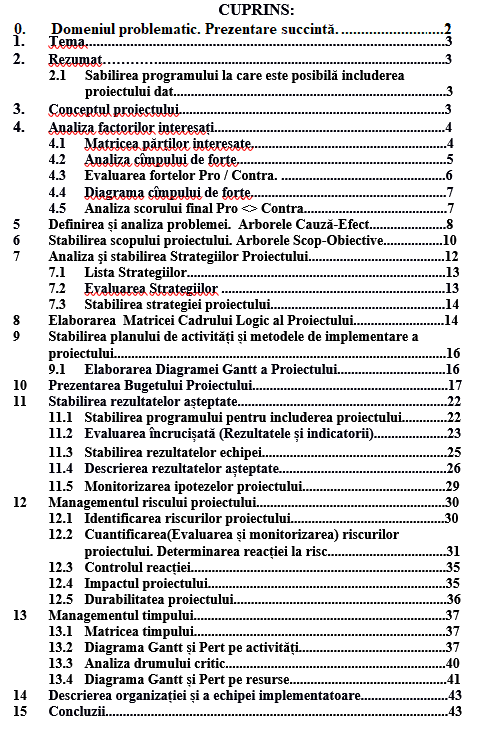 CUPRINS:
0. Domeniul problematic. Prezentare succintă. ..............................2
1. Tema..............................3
2. Rezumat..............................3
2.1 Sabilirea programului la care este posibilă includerea
proiectului dat..............................3
3. Conceptul proiectului..............................3
4. Analiza factorilor interesați..............................4
4.1 Matricea părților interesate..............................4
4.2 Analiza cîmpului de forte..............................5
4.3 Evaluarea fortelor Pro / Contra. ..............................6
4.4 Diagrama cîmpului de forte..............................7
4.5 Analiza scorului final Pro <> Contra..............................7
5 Definirea și analiza problemei. Arborele Cauză-Efect..............................8
6 Stabilirea scopului proiectului. Arborele Scop-Obiective..............................10
7 Analiza și stabilirea Strategiilor Proiectului..............................12
7.1 Lista Strategiilor..............................13
7.2 Evaluarea Strategiilor ..............................13
7.3 Stabilirea strategiei proiectului..............................14
8 Elaborarea Matricei Cadrului Logic al Proiectului..............................14
9 Stabilirea planului de activități și metodele de implementare a
proiectului..............................16
9.1 Elaborarea Diagramei Gantt a Proiectului..............................16
10 Prezentarea Bugetului Proiectului..............................17
11 Stabilirea rezultatelor așteptate..............................22
11.1 Stabilirea programului pentru includerea proiectului..............................22
11.2 Evaluarea încrucișată (Rezultatele și indicatorii)..............................23
11.3 Stabilirea rezultatelor echipei..............................25
11.4 Descrierea rezultatelor așteptate..............................26
11.5 Monitorizarea ipotezelor proiectului..............................29
12 Managementul riscului proiectului..............................30
12.1 Identificarea riscurilor proiectului..............................30
12.2 Cuantificarea(Evaluarea și monitorizarea) riscurilor
proiectului. Determinarea reacției la risc..............................31
12.3 Controlul reacției..............................35
12.4 Impactul proiectului..............................35
12.5 Durabilitatea proiectului..............................36
13 Managementul timpului..............................37
13.1 Matricea timpului..............................37
13.2 Diagrama Gantt și Pert pe activități..............................37
13.3 Analiza drumului critic..............................40
13.4 Diagrama Gantt și Pert pe resurse..............................41
14 Descrierea organizației și a echipei implementatoare..............................43
15 Concluzii..............................43